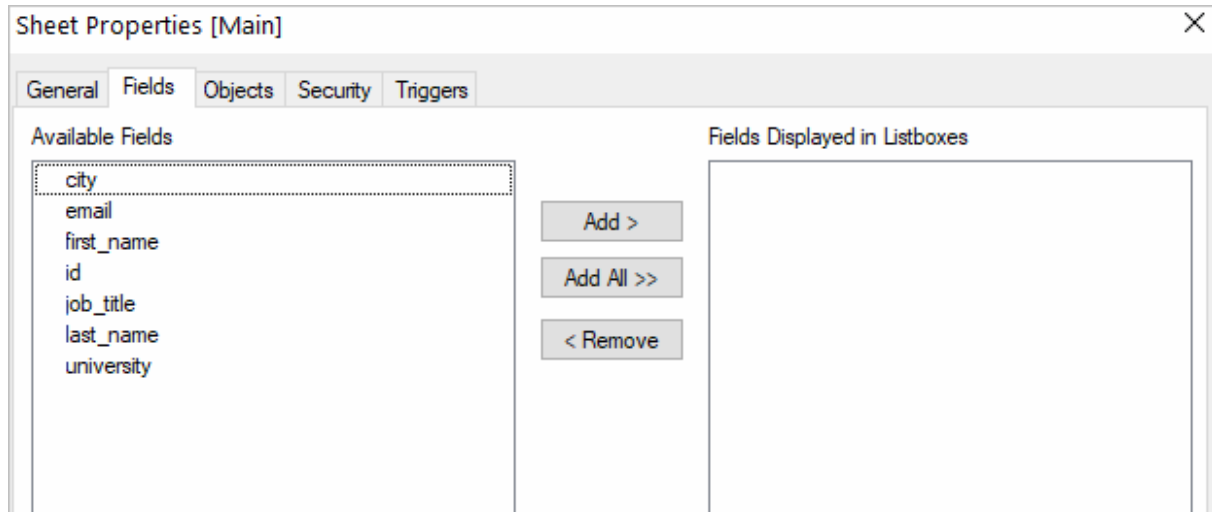 Sheet Properties [Main]
General Fields Objects Security Triggers
Available Fields
Fields Displayed in Listboxes
city
email
first_name
id
job_title
last_name
university
Add >
Add All >>
< Remove